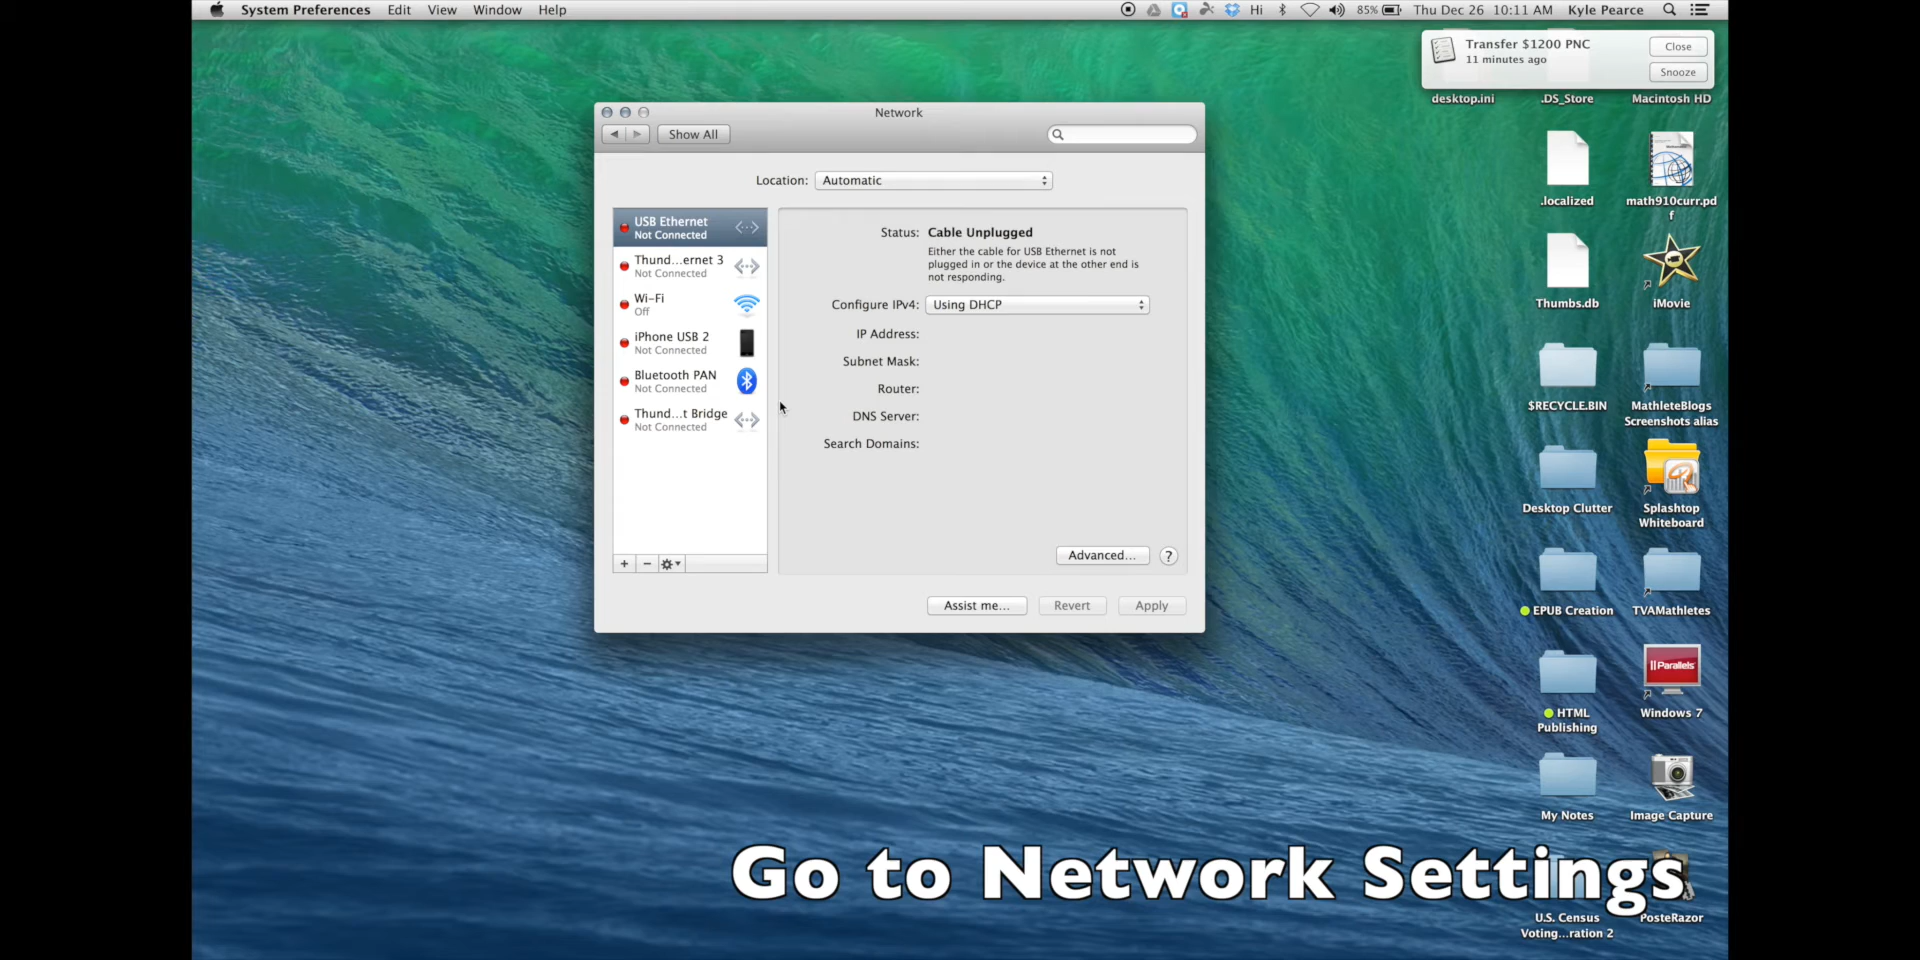 System Preferences Edit View Window Help
Hi 85% Thu Dec 26 10:11 AM Kyle Pearce
Transfer $1200 PNC
11 minutes ago
Close
Snooze
desktop.ini .DS_Store Macintosh HD
Network
Show All
Location: Automatic
USB Ethernet
Not Connected
Thund...ernet 3
Not Connected
Wi-Fi
Off
iPhone USB 2
Not Connected
Bluetooth PAN
Not Connected
Thund...t Bridge
Not Connected
+ −
Status: Cable Unplugged
Either the cable for USB Ethernet is not
plugged in or the device at the other end is
not responding.
Configure IPv4: Using DHCP
IP Address:
Subnet Mask:
Router:
DNS Server:
Search Domains:
Advanced... ?
Assist me... Revert Apply
.localized
math910curr.pd
f
Thumbs.db
iMovie
$RECYCLE.BIN
MathleteBlogs
Screenshots alias
Desktop Clutter
Splashtop
Whiteboard
EPUB Creation
TVAMathletes
HTML
Publishing
Parallels
Windows 7
My Notes
Image Capture
Go to Network Settings
U.S. Census
Voting...ration 2
PosteRazor